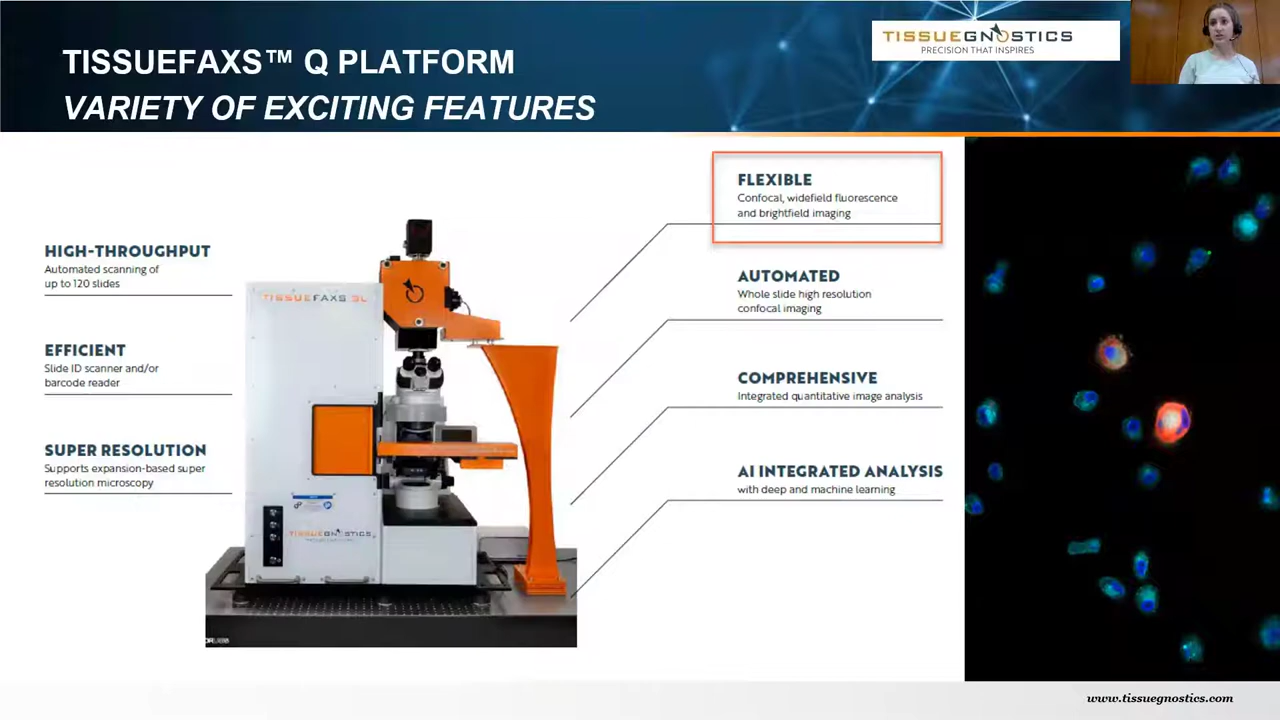 TISSUEFAXS™ Q PLATFORM
VARIETY OF EXCITING FEATURES
TISSUEGNOSTICS
PRECISION THAT INSPIRES
HIGH-THROUGHPUT
Automated scanning of
up to 120 slides
EFFICIENT
Slide ID scanner and/or
barcode reader
SUPER RESOLUTION
Supports expansion-based super
resolution microscopy
TISSUEFAXS SL
TISSUEGNOSTICS
FLEXIBLE
Confocal, widefield fluorescence
and brightfield imaging
AUTOMATED
Whole slide high resolution
confocal imaging
COMPREHENSIVE
Integrated quantitative image analysis
AI INTEGRATED ANALYSIS
with deep and machine learning
www.tissuegnostics.com